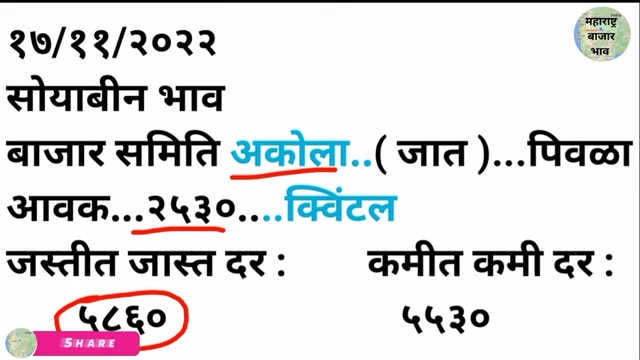 १७/११/२०२२
महाराष्ट्र
बाजार
भाव
सोयाबीन भाव
बाजार समिति अकोला..( जात )...पिवळा
आवक...२५३०....क्विंटल
जस्तीत जास्त दर : कमीत कमी दर :
५८६० ५५३०
SHARE